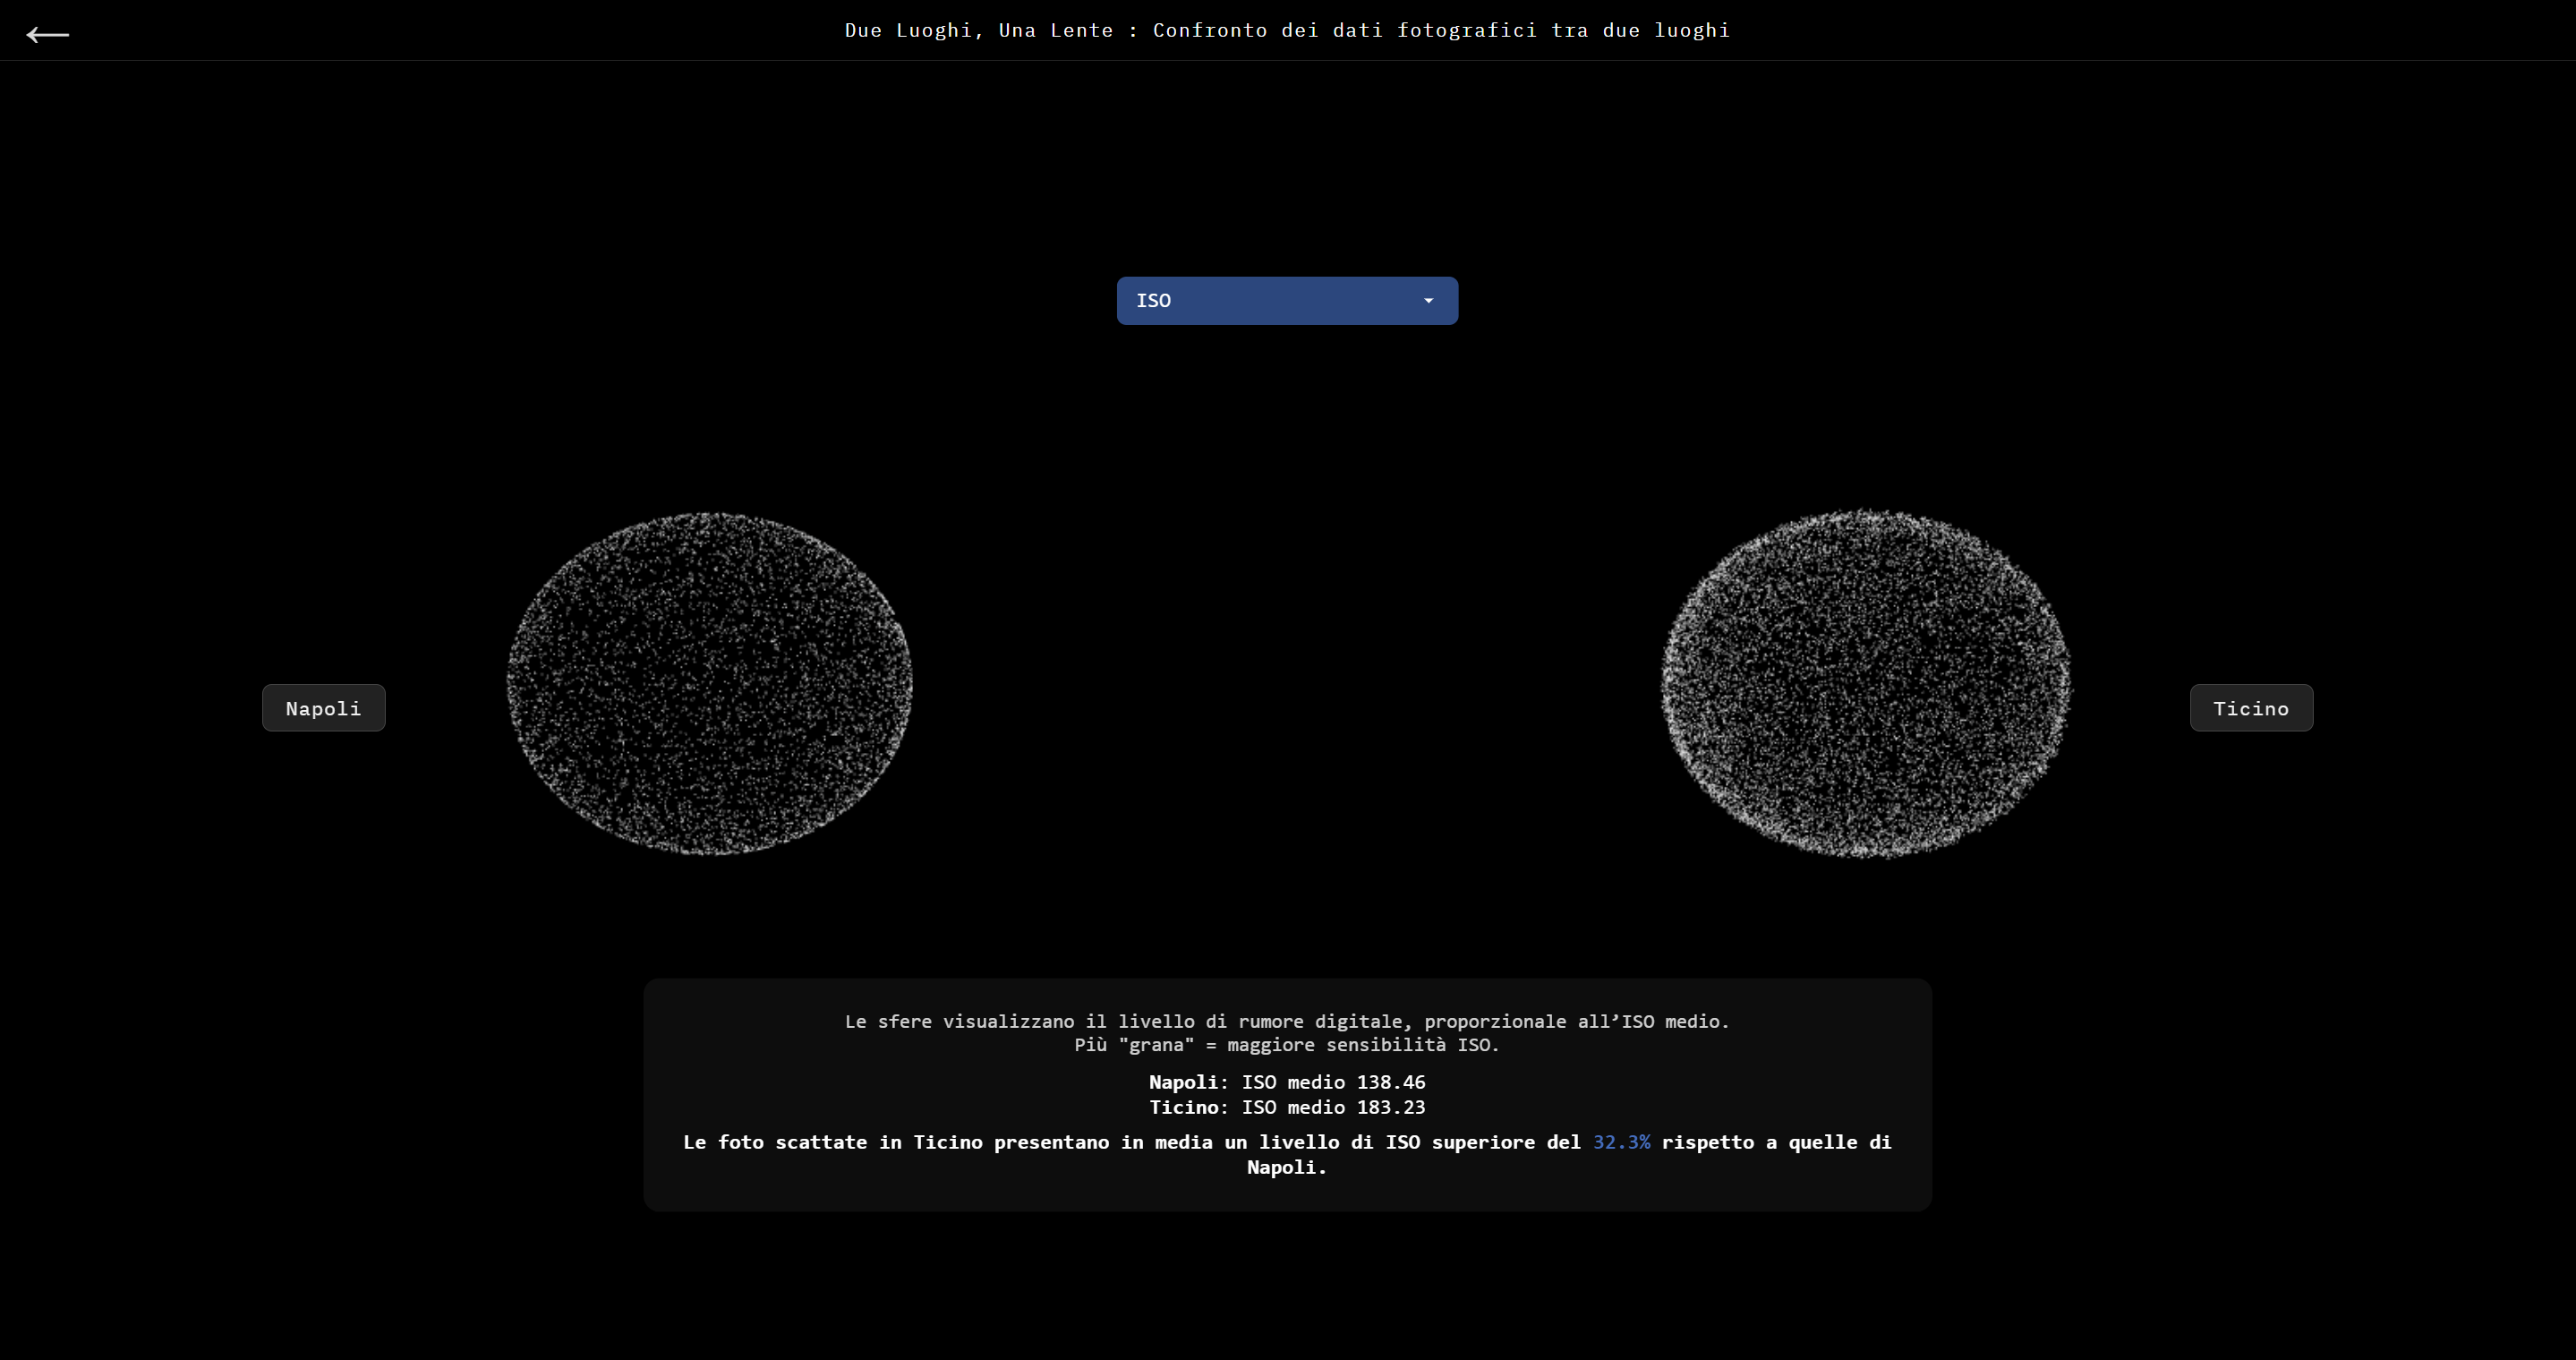 Due Luoghi, Una Lente : Confronto dei dati fotografici tra due luoghi
ISO
Napoli
Ticino
Le sfere visualizzano il livello di rumore digitale, proporzionale all’ISO medio.
Più "grana" = maggiore sensibilità ISO.
Napoli: ISO medio 138.46
Ticino: ISO medio 183.23
Le foto scattate in Ticino presentano in media un livello di ISO superiore del 32.3% rispetto a quelle di
Napoli.